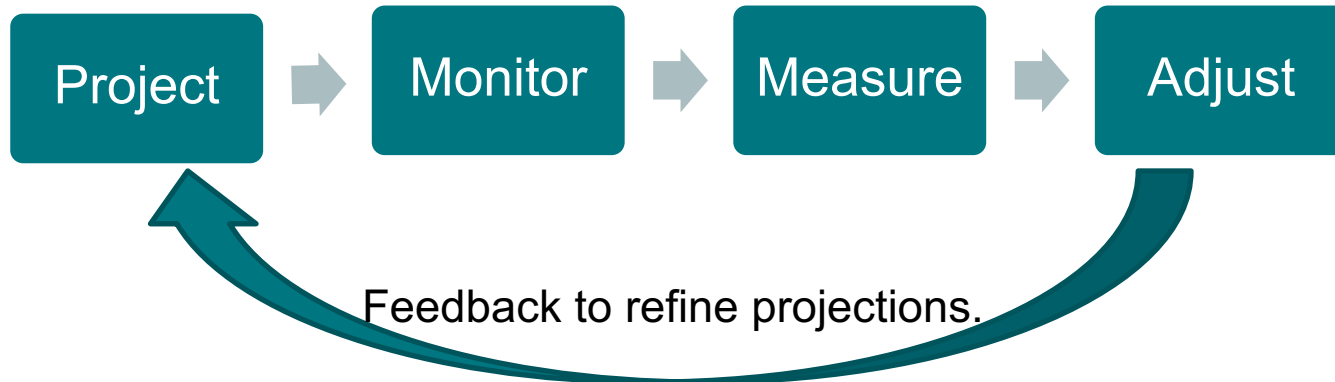 Project
Monitor
Measure
Adjust
Feedback to refine projections.